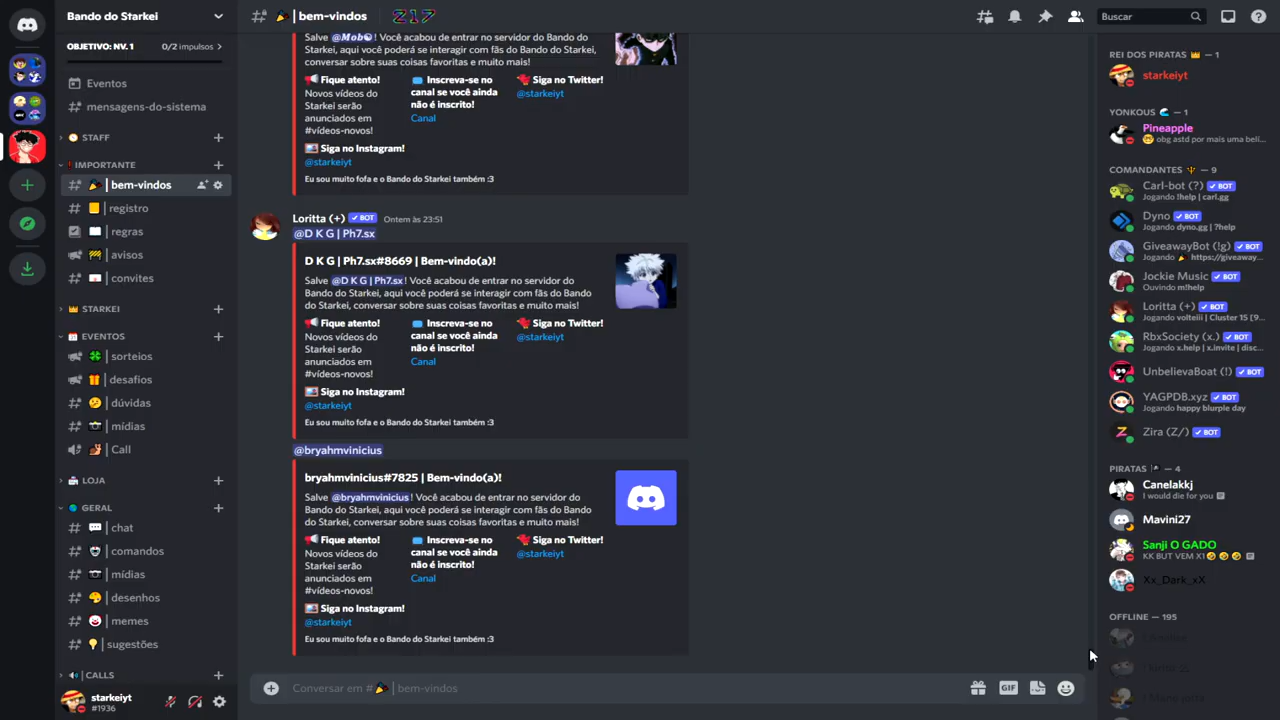 Bando do Starkei
OBJETIVO: NV. 1
0/2 impulsos
Eventos
mensagens-do-sistema
STAFF
IMPORTANTE
| bem-vindos
| registro
| regras
| avisos
| convites
STARKEI
EVENTOS
| sorteios
| desafios
| dúvidas
| mídias
| Call
LOJA
GERAL
| chat
| comandos
| mídias
| desenhos
| memes
| sugestões
| CALLS
starkeiyt
#1936
| bem-vindos
217
Buscar
Salve @Mob! Você acabou de entrar no servidor do
Bando do Starkei, aqui você poderá se interagir com fãs do Bando do Starkei,
conversar sobre suas coisas favoritas e muito mais!
Fique atento!
Novos vídeos do
Starkei serão
anunciados em
#vídeos-novos!
Inscreva-se no
canal se você ainda
não é inscrito!
Canal
Siga no Twitter!
@starkeiyt
Siga no Instagram!
@starkeiyt
Eu sou muito fofa e o Bando do Starkei também :3
Loritta (+) BOT Ontem às 23:51
@D K G | Ph7.sx
D K G | Ph7.sx#8669 | Bem-vindo(a)!
Salve @D K G | Ph7.sx! Você acabou de entrar no servidor do
Bando do Starkei, aqui você poderá se interagir com fãs do Bando
do Starkei, conversar sobre suas coisas favoritas e muito mais!
Fique atento!
Novos vídeos do
Starkei serão
anunciados em
#vídeos-novos!
Inscreva-se no
canal se você ainda
não é inscrito!
Canal
Siga no Twitter!
@starkeiyt
Siga no Instagram!
@starkeiyt
Eu sou muito fofa e o Bando do Starkei também :3
@bryahmvinicius
bryahmvinicius#7825 | Bem-vindo(a)!
Salve @bryahmvinicius! Você acabou de entrar no servidor do
Bando do Starkei, aqui você poderá se interagir com fãs do Bando
do Starkei, conversar sobre suas coisas favoritas e muito mais!
Fique atento!
Novos vídeos do
Starkei serão
anunciados em
#vídeos-novos!
Inscreva-se no
canal se você ainda
não é inscrito!
Canal
Siga no Twitter!
@starkeiyt
Siga no Instagram!
@starkeiyt
Eu sou muito fofa e o Bando do Starkei também :3
Conversar em # | bem-vindos
GIF
REI DOS PIRATAS — 1
starkeiyt
YONKOUS — 1
Pineapple
obg astd por mais uma belí...
COMANDANTES — 9
Carl-bot (?) BOT
Jogando !help | carl.gg
Dyno BOT
Jogando dyno.gg | ?help
GiveawayBot (!g) BOT
Jogando https://giveaway...
Jockie Music BOT
Ouvindo m!help
Loritta (+) BOT
Jogando volteiii | Cluster 15 [9...
RbxSociety (x.) BOT
Jogando x.help | x.invite | disc...
UnbelievaBoat (!) BOT
YAGPDB.xyz BOT
Jogando happy blurple day
Zira (Z/) BOT
PIRATAS — 4
Canelakkj
I would die for you
Mavini27
Sanji O GADO
KK BUT VEM X1
Xx_Dark_xX
OFFLINE — 195